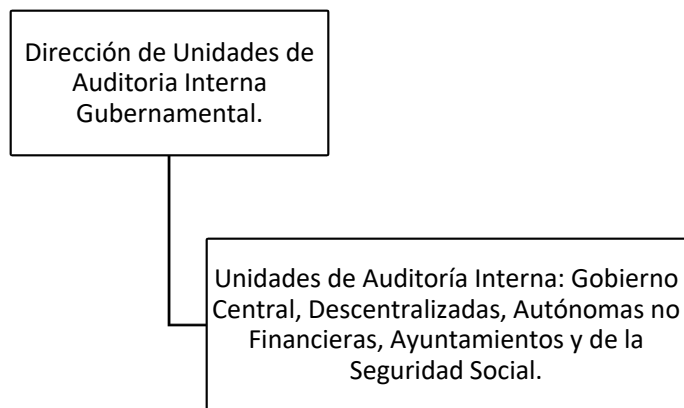 Dirección de Unidades de
Auditoria Interna
Gubernamental.
Unidades de Auditoría Interna: Gobierno
Central, Descentralizadas, Autónomas no
Financieras, Ayuntamientos y de la
Seguridad Social.